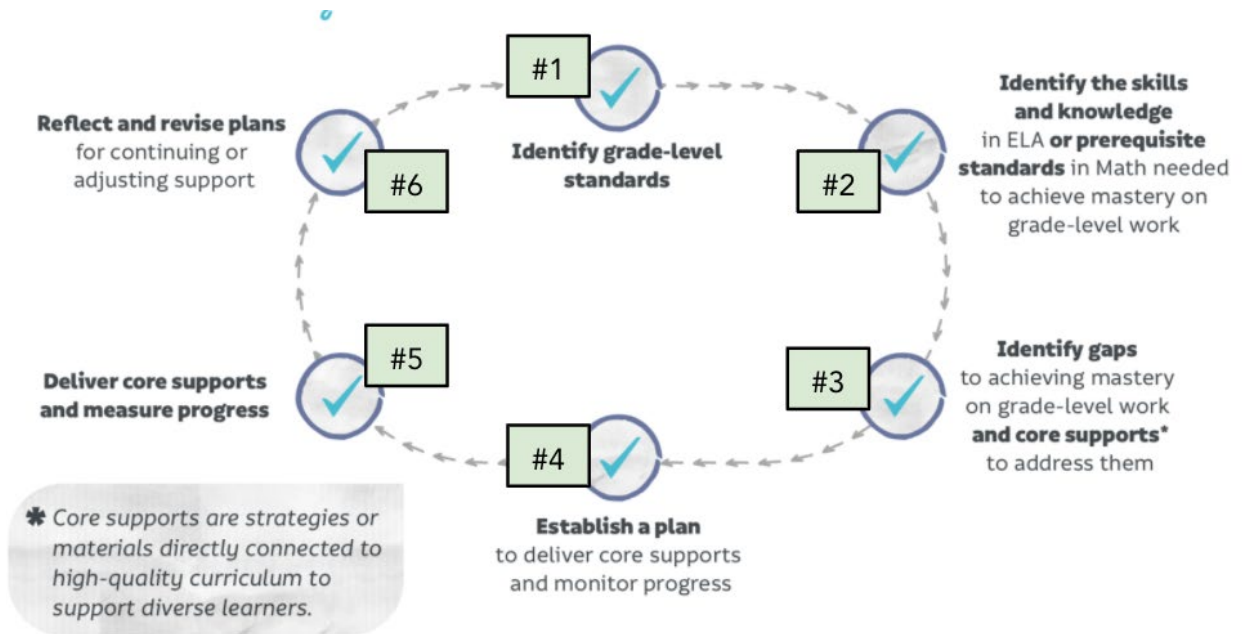 #1
Identify grade-level
standards
#2
Identify the skills
and knowledge
in ELA or prerequisite
standards in Math needed
to achieve mastery on
grade-level work
#3
Identify gaps
to achieving mastery
on grade-level work
and core supports*
to address them
#4
Establish a plan
to deliver core supports
and monitor progress
#5
Deliver core supports
and measure progress
#6
Reflect and revise plans
for continuing or
adjusting support
* Core supports are strategies or
materials directly connected to
high-quality curriculum to
support diverse learners.